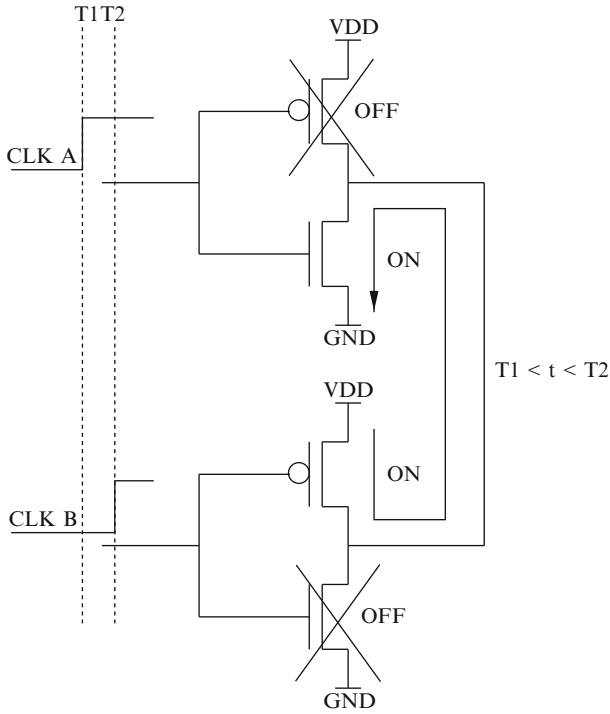 T1T2
VDD
OFF
CLK A
ON
GND
T1 < t < T2
VDD
ON
CLK B
OFF
GND